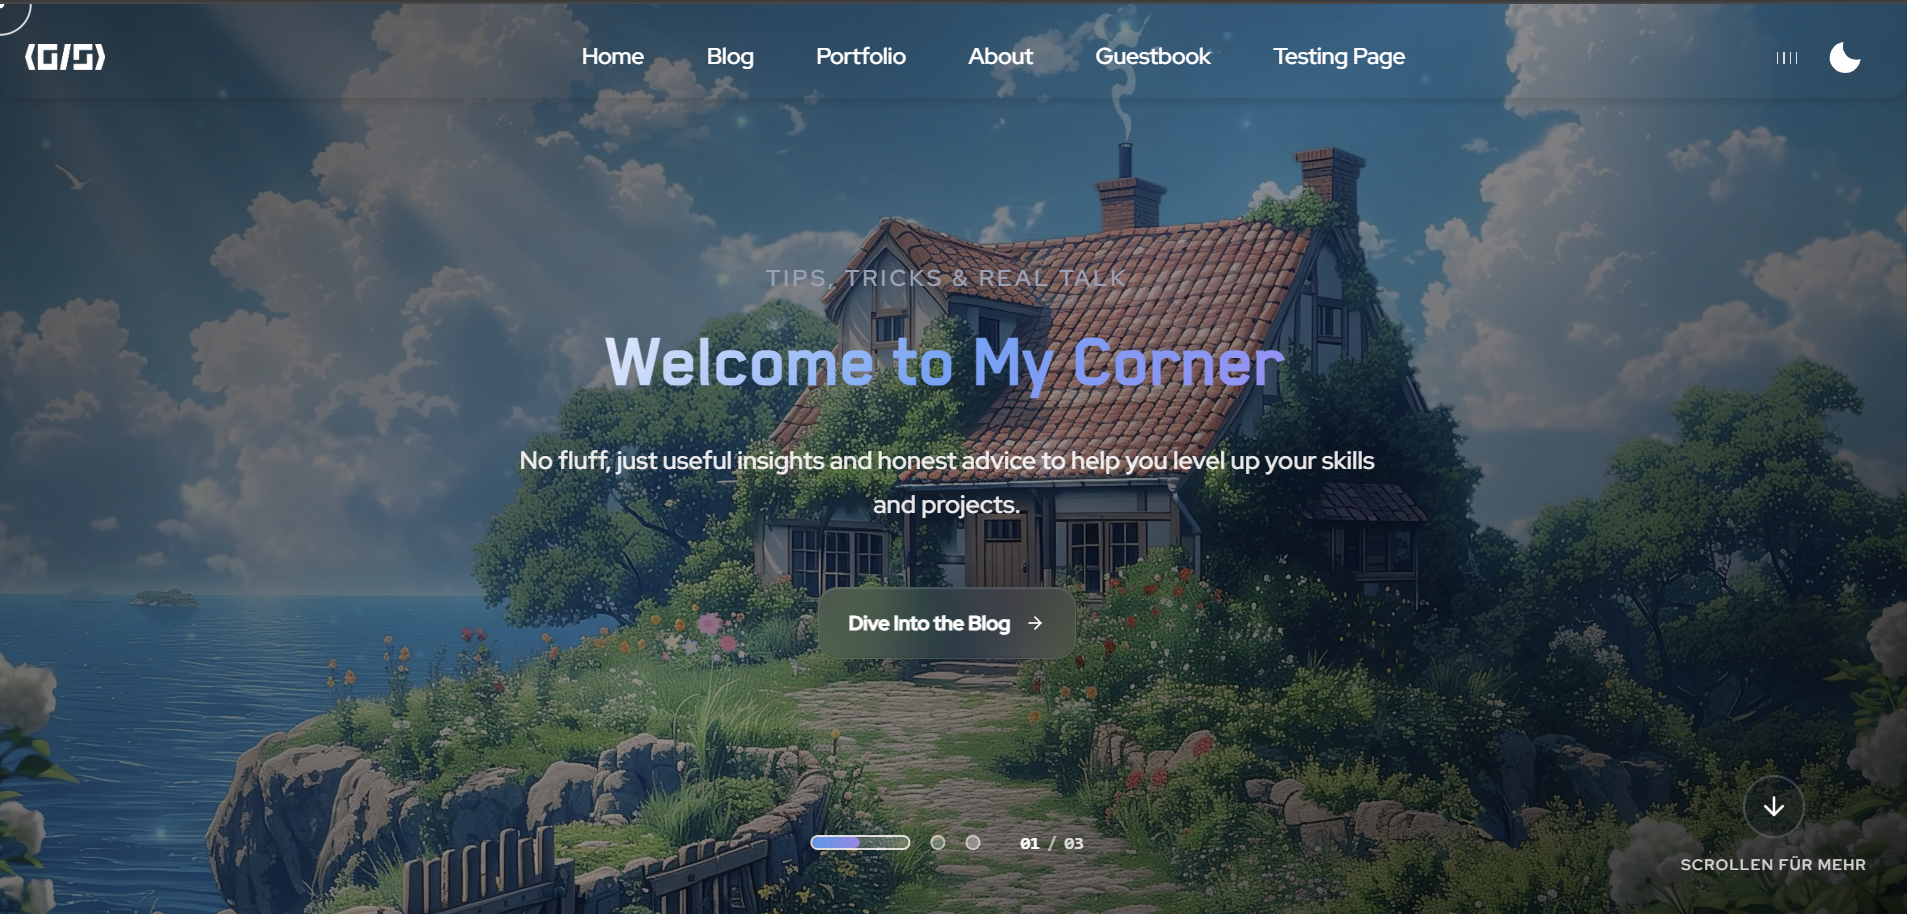 (G/S)
Home Blog Portfolio About Guestbook Testing Page
TIPS, TRICKS & REAL TALK
Welcome to My Corner
No fluff, just useful insights and honest advice to help you level up your skills
and projects.
Dive Into the Blog →
01 / 03
SCROLLEN FÜR MEHR